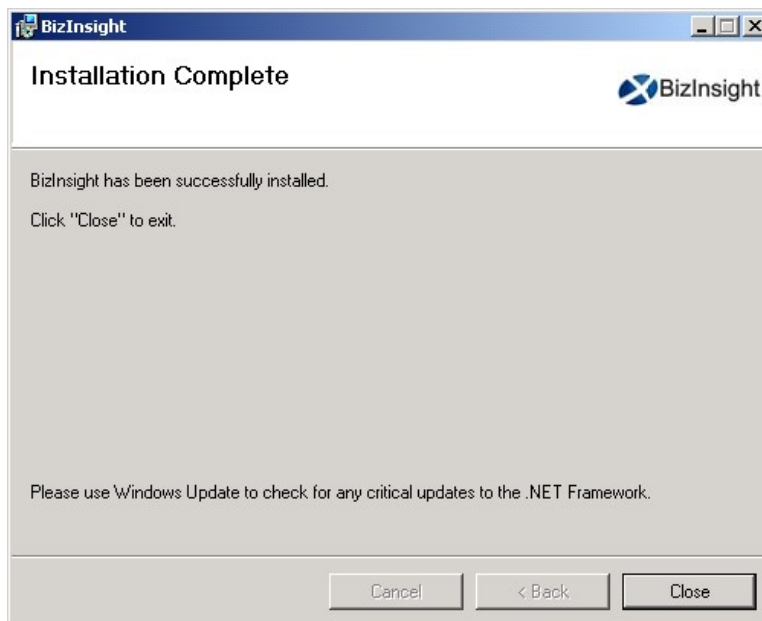 BizInsight
Installation Complete
BizInsight
BizInsight has been successfully installed.
Click "Close" to exit.
Please use Windows Update to check for any critical updates to the .NET Framework.
Cancel
< Back
Close